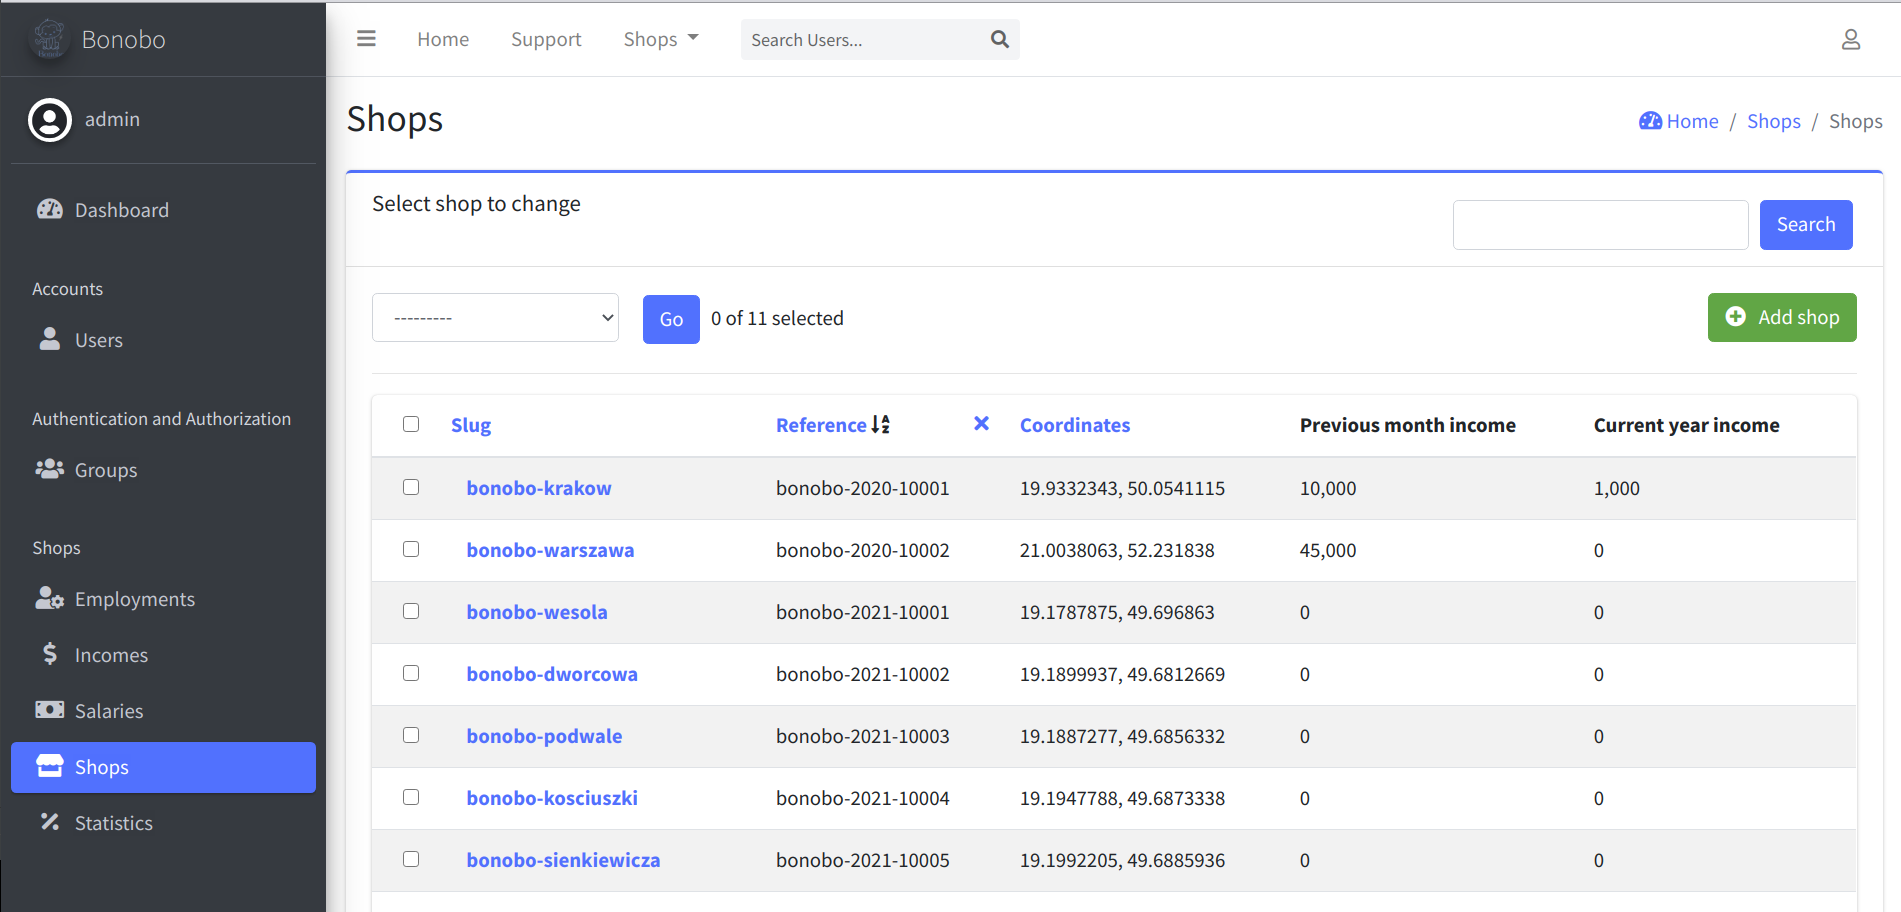 Bonobo
Home Support Shops Search Users...
admin
Shops
Home / Shops / Shops
Dashboard
Accounts
Users
Authentication and Authorization
Groups
Shops
Employments
Incomes
Salaries
Shops
Statistics
Select shop to change
Search
--------- Go 0 of 11 selected
Add shop
Slug Reference Coordinates Previous month income Current year income
bonobo-krakow bonobo-2020-10001 19.9332343, 50.0541115 10,000 1,000
bonobo-warszawa bonobo-2020-10002 21.0038063, 52.231838 45,000 0
bonobo-wesola bonobo-2021-10001 19.1787875, 49.696863 0 0
bonobo-dworcowa bonobo-2021-10002 19.1899937, 49.6812669 0 0
bonobo-podwale bonobo-2021-10003 19.1887277, 49.6856332 0 0
bonobo-kosciuszki bonobo-2021-10004 19.1947788, 49.6873338 0 0
bonobo-sienkiewicza bonobo-2021-10005 19.1992205, 49.6885936 0 0